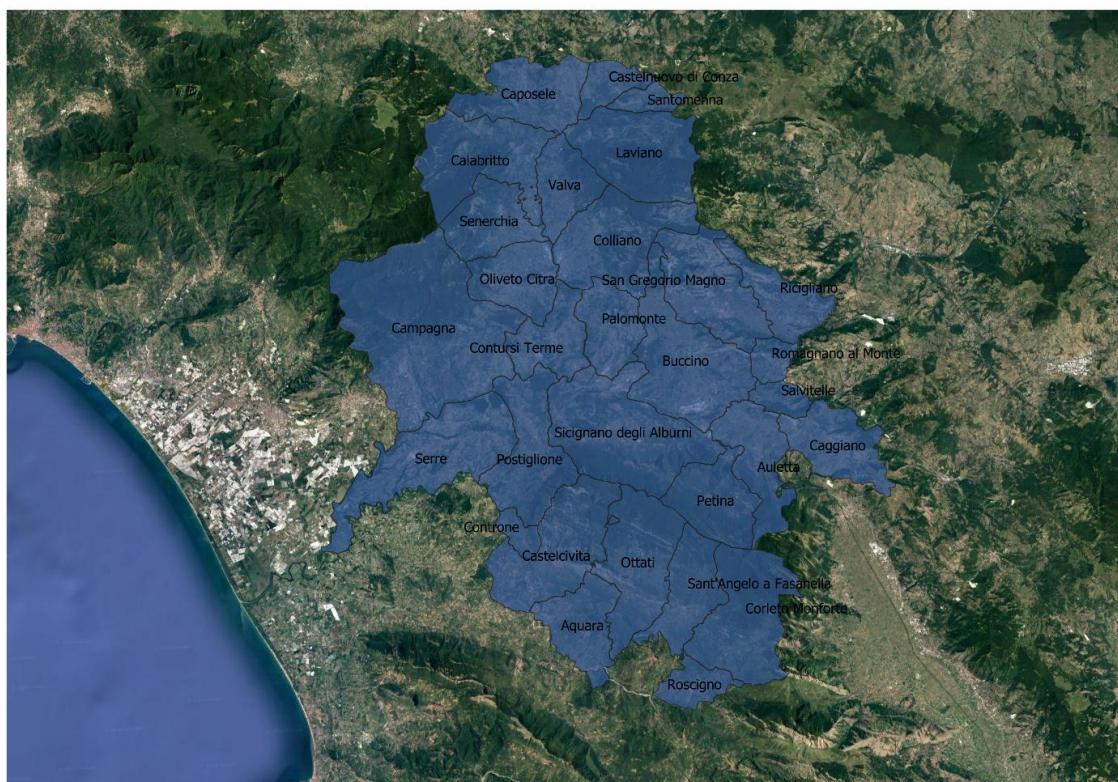 Castelnuovo di Conza
Caposele
Santomenna
Laviano
Calabritto
Valva
Senerchia
Colliano
Oliveto Citra
San Gregorio Magno
Ricigliano
Palomonte
Campagna
Contursi Terme
Romagnano al Monte
Buccino
Salvitelle
Sicignano degli Alburni
Caggiano
Serre
Postiglione
Auletta
Petina
Controne
Castelcivita
Ottati
Sant'Angelo a Fasanella
Corleto Monforte
Aquara
Roscigno